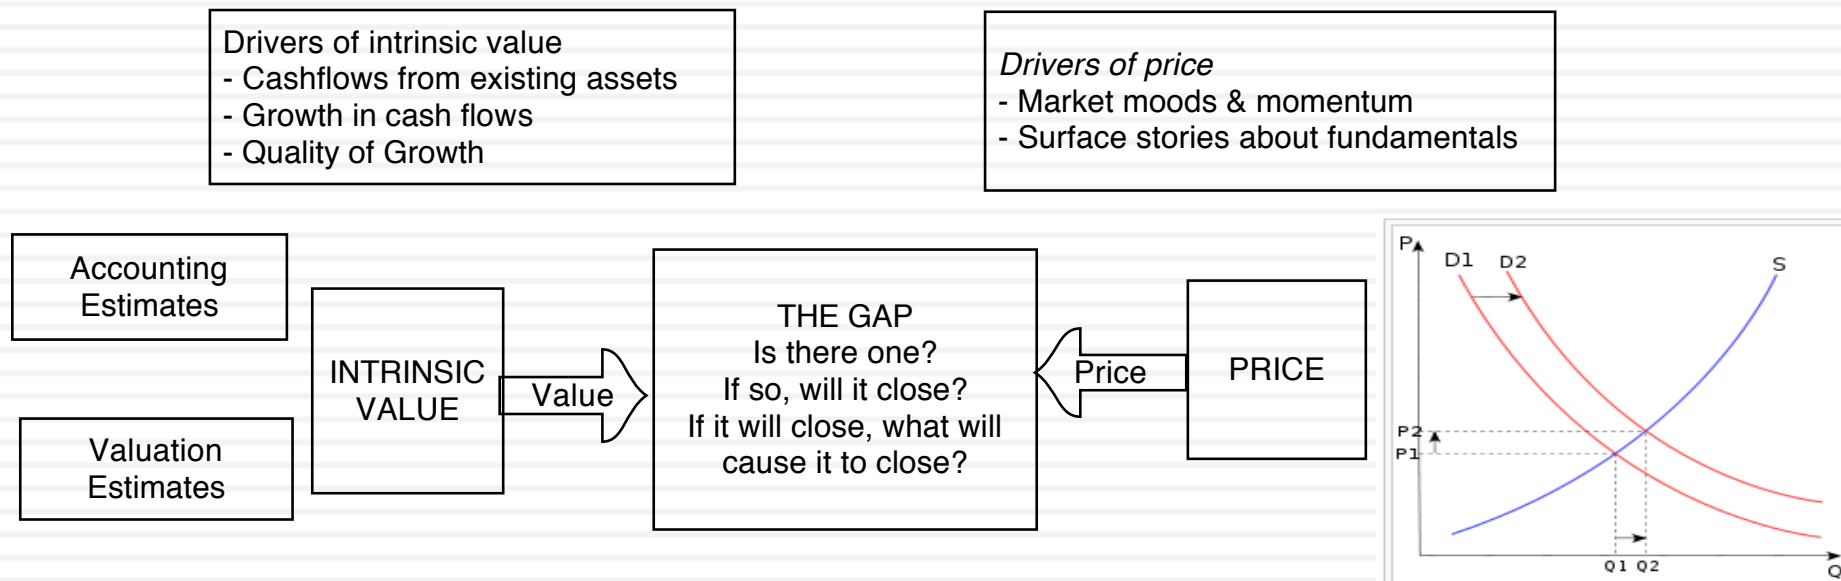 Drivers of intrinsic value
- Cashflows from existing assets
- Growth in cash flows
- Quality of Growth
Drivers of price
- Market moods & momentum
- Surface stories about fundamentals
Accounting
Estimates
Valuation
Estimates
INTRINSIC
VALUE
Value
THE GAP
Is there one?
If so, will it close?
If it will close, what will
cause it to close?
Price
PRICE
P
D1
D2
S
P2
P1
Q1
Q2
Q